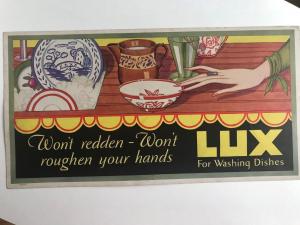 Won't redden - Won't
roughen your hands
LUX
For Washing Dishes